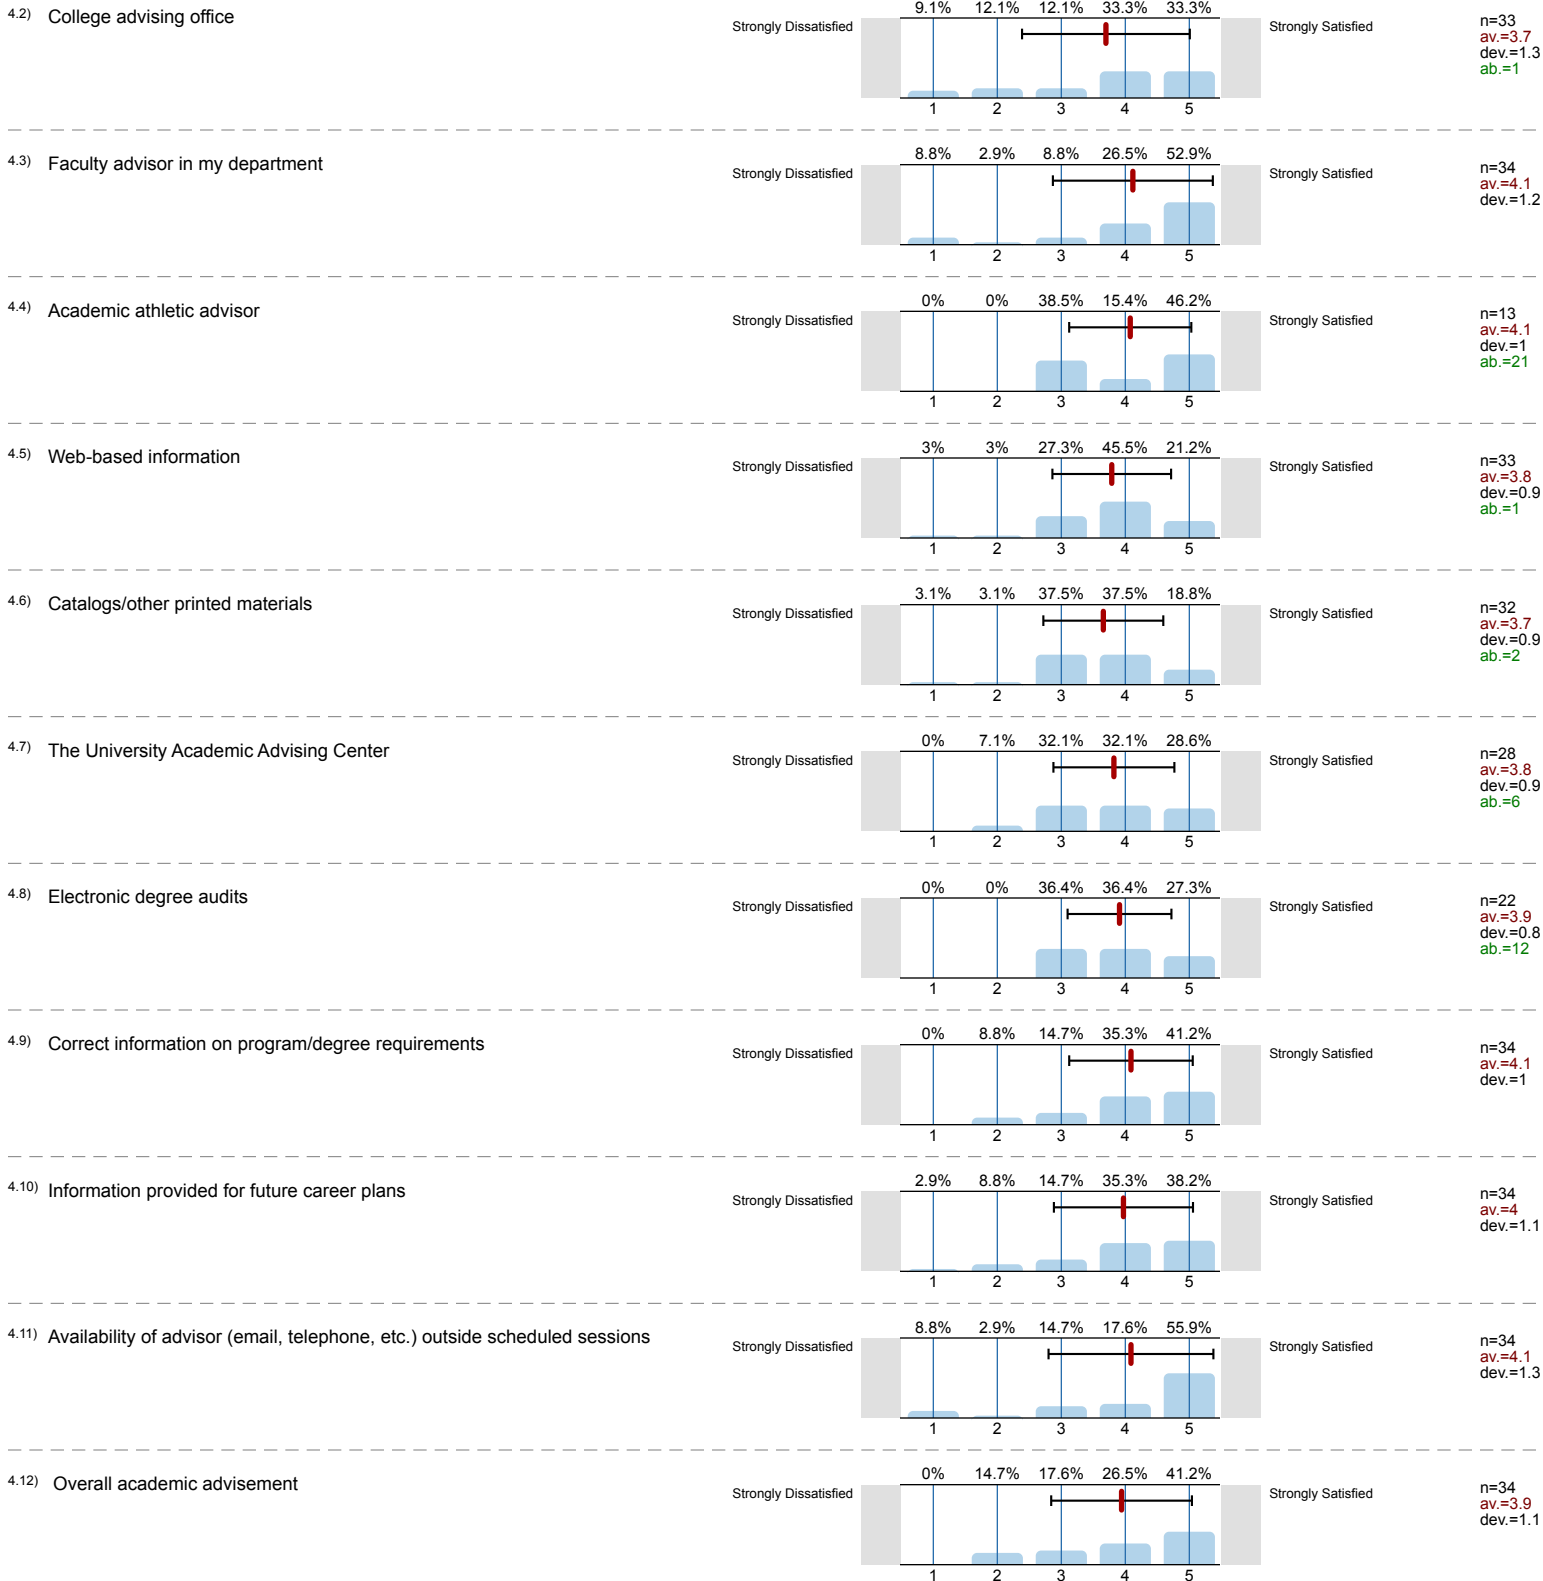 4.2) College advising office
9.1% 12.1% 12.1% 33.3% 33.3%
Strongly Dissatisfied
Strongly Satisfied
n=33
av.=3.7
dev.=1.3
ab.=1
1 2 3 4 5
4.3) Faculty advisor in my department
8.8% 2.9% 8.8% 26.5% 52.9%
Strongly Dissatisfied
Strongly Satisfied
n=34
av.=4.1
dev.=1.2
1 2 3 4 5
4.4) Academic athletic advisor
0% 0% 38.5% 15.4% 46.2%
Strongly Dissatisfied
Strongly Satisfied
n=13
av.=4.1
dev.=1
ab.=21
1 2 3 4 5
4.5) Web-based information
3% 3% 27.3% 45.5% 21.2%
Strongly Dissatisfied
Strongly Satisfied
n=33
av.=3.8
dev.=0.9
ab.=1
1 2 3 4 5
4.6) Catalogs/other printed materials
3.1% 3.1% 37.5% 37.5% 18.8%
Strongly Dissatisfied
Strongly Satisfied
n=32
av.=3.7
dev.=0.9
ab.=2
1 2 3 4 5
4.7) The University Academic Advising Center
0% 7.1% 32.1% 32.1% 28.6%
Strongly Dissatisfied
Strongly Satisfied
n=28
av.=3.8
dev.=0.9
ab.=6
1 2 3 4 5
4.8) Electronic degree audits
0% 0% 36.4% 36.4% 27.3%
Strongly Dissatisfied
Strongly Satisfied
n=22
av.=3.9
dev.=0.8
ab.=12
1 2 3 4 5
4.9) Correct information on program/degree requirements
0% 8.8% 14.7% 35.3% 41.2%
Strongly Dissatisfied
Strongly Satisfied
n=34
av.=4.1
dev.=1
1 2 3 4 5
4.10) Information provided for future career plans
2.9% 8.8% 14.7% 35.3% 38.2%
Strongly Dissatisfied
Strongly Satisfied
n=34
av.=4
dev.=1.1
1 2 3 4 5
4.11) Availability of advisor (email, telephone, etc.) outside scheduled sessions
8.8% 2.9% 14.7% 17.6% 55.9%
Strongly Dissatisfied
Strongly Satisfied
n=34
av.=4.1
dev.=1.3
1 2 3 4 5
4.12) Overall academic advisement
0% 14.7% 17.6% 26.5% 41.2%
Strongly Dissatisfied
Strongly Satisfied
n=34
av.=3.9
dev.=1.1
1 2 3 4 5